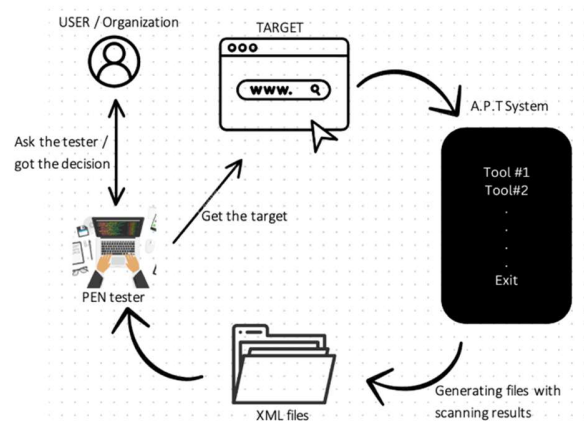 USER / Organization
TARGET
www.
A.P.T System
Ask the tester /
got the decision
Tool #1
Tool#2
.
.
.
.
Exit
Get the target
PEN tester
XML files
Generating files with
scanning results